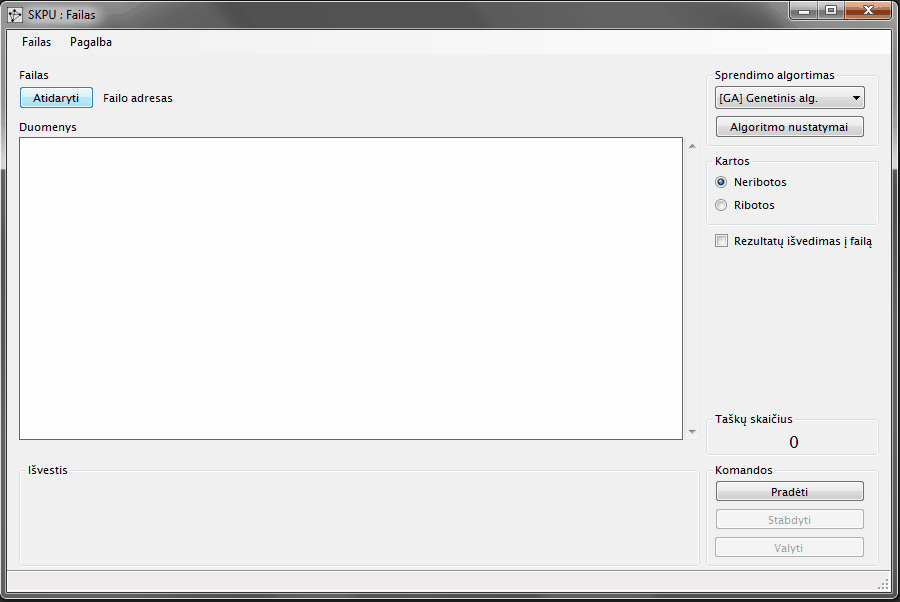 SKPU : Failas
Failas Pagalba
Failas
Atidaryti Failo adresas
Duomenys
Sprendimo algortimas
[GA] Genetinis alg.
Algoritmo nustatymai
Kartos
Neribotos
Ribotos
Rezultatų išvedimas į failą
Taškų skaičius
0
Išvestis
Komandos
Pradėti
Stabdyti
Valyti